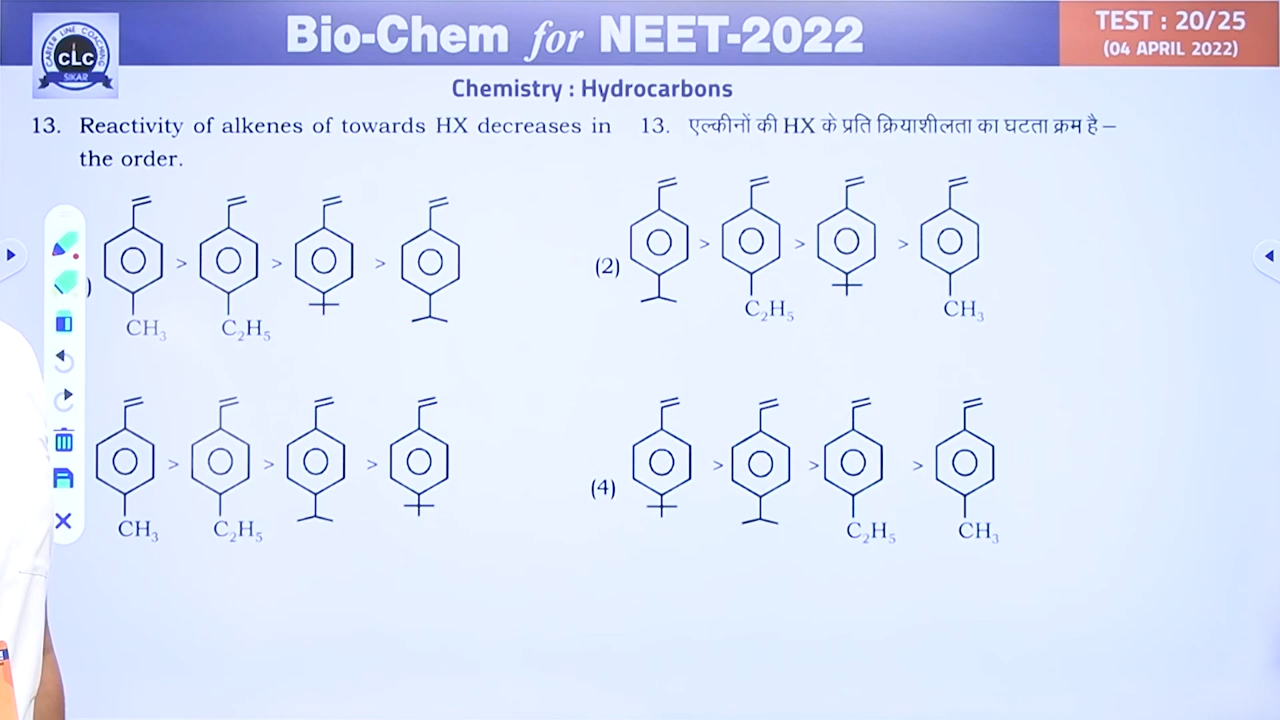 Bio-Chem for NEET-2022
TEST : 20/25
(04 APRIL 2022)
CAREER LINE COACHING
CLC
SIKAR
Chemistry : Hydrocarbons
13. Reactivity of alkenes of towards HX decreases in
the order.
13. एल्कीनों की HX के प्रति क्रियाशीलता का घटता क्रम है –
) > > >
CH₃ C₂H₅
(2) > > >
C₂H₅ CH₃
> > >
CH₃ C₂H₅
(4) > > >
C₂H₅ CH₃